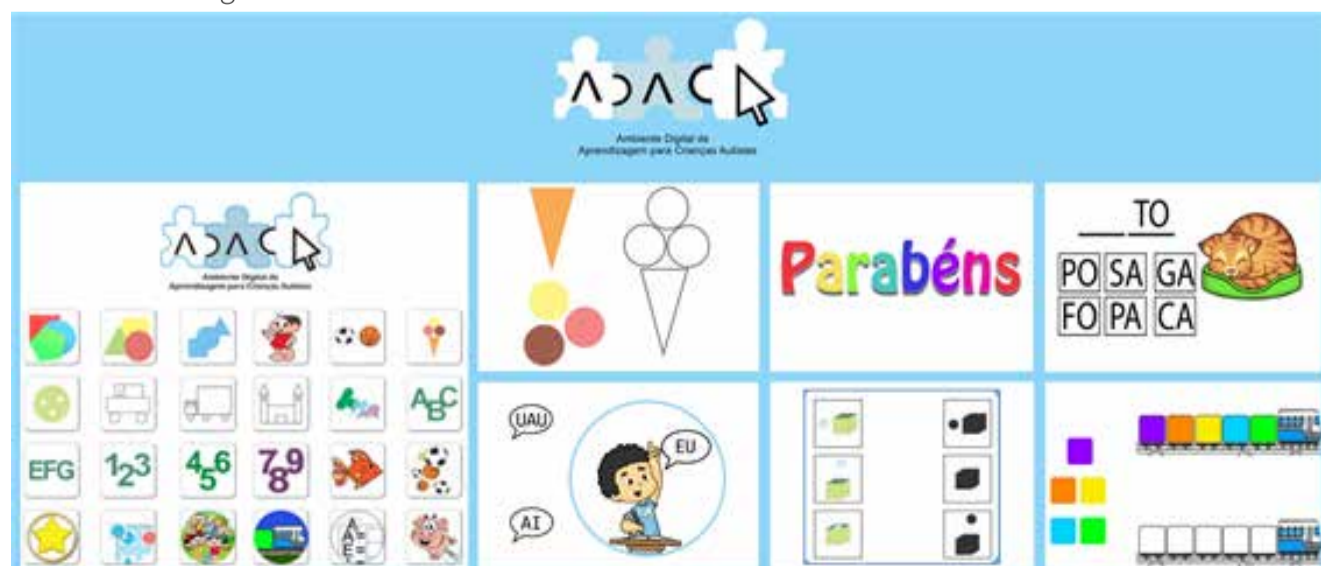 ADACA
Ambiente Digital de
Aprendizagem para Crianças Autistas
ADACA
Ambiente Digital de
Aprendizagem para Crianças Autistas
ABC
EFG
123
456
789
Parabéns
TO
PO SA GA
FO PA CA
UAU
EU
AI